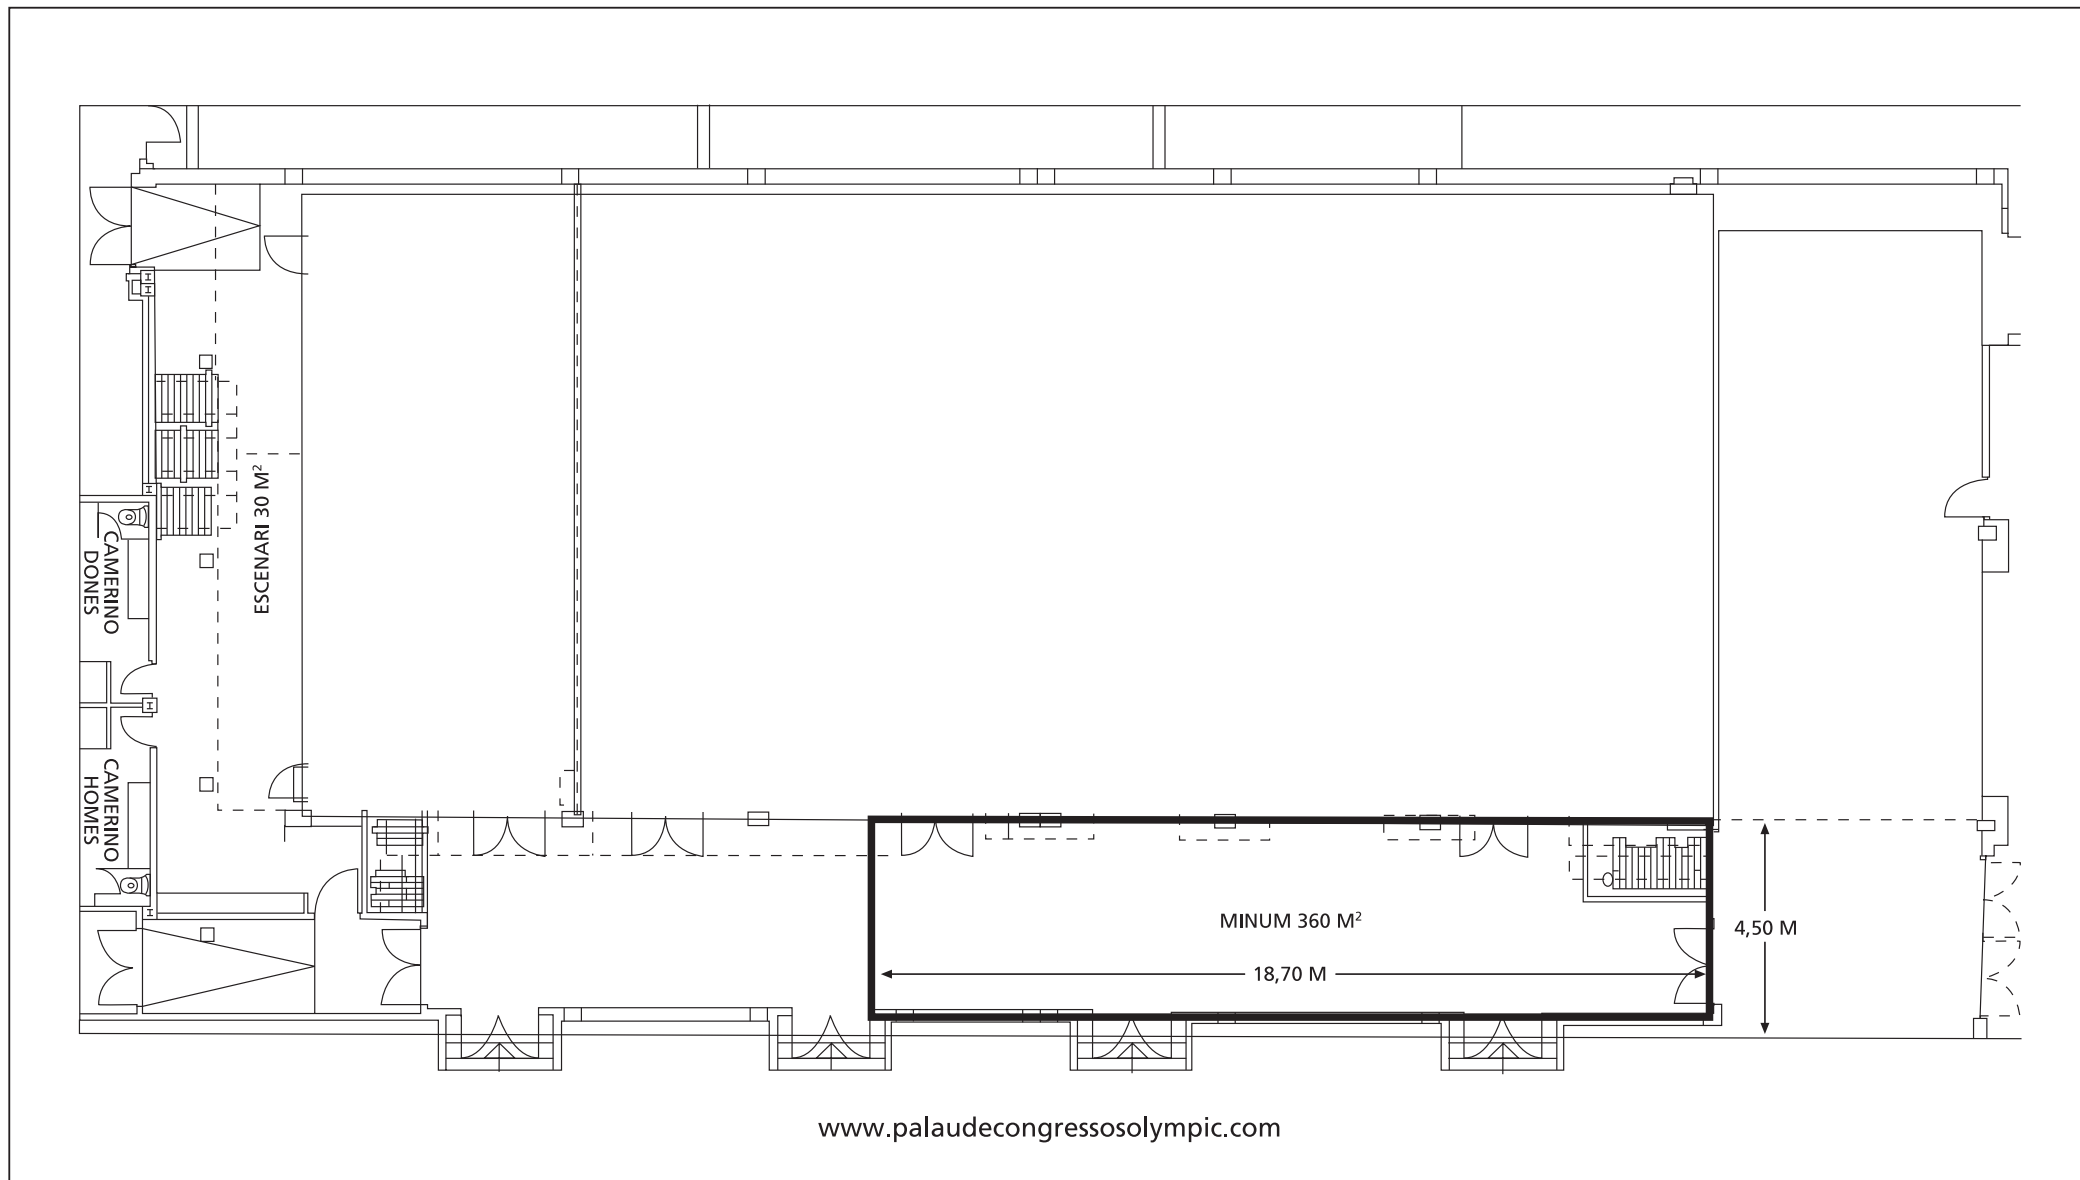 ESCENARI 30 M²
CAMERINO
DONES
CAMERINO
HOMES
MINUM 360 M²
18,70 M
4,50 M
www.palaudecongressosolympic.com